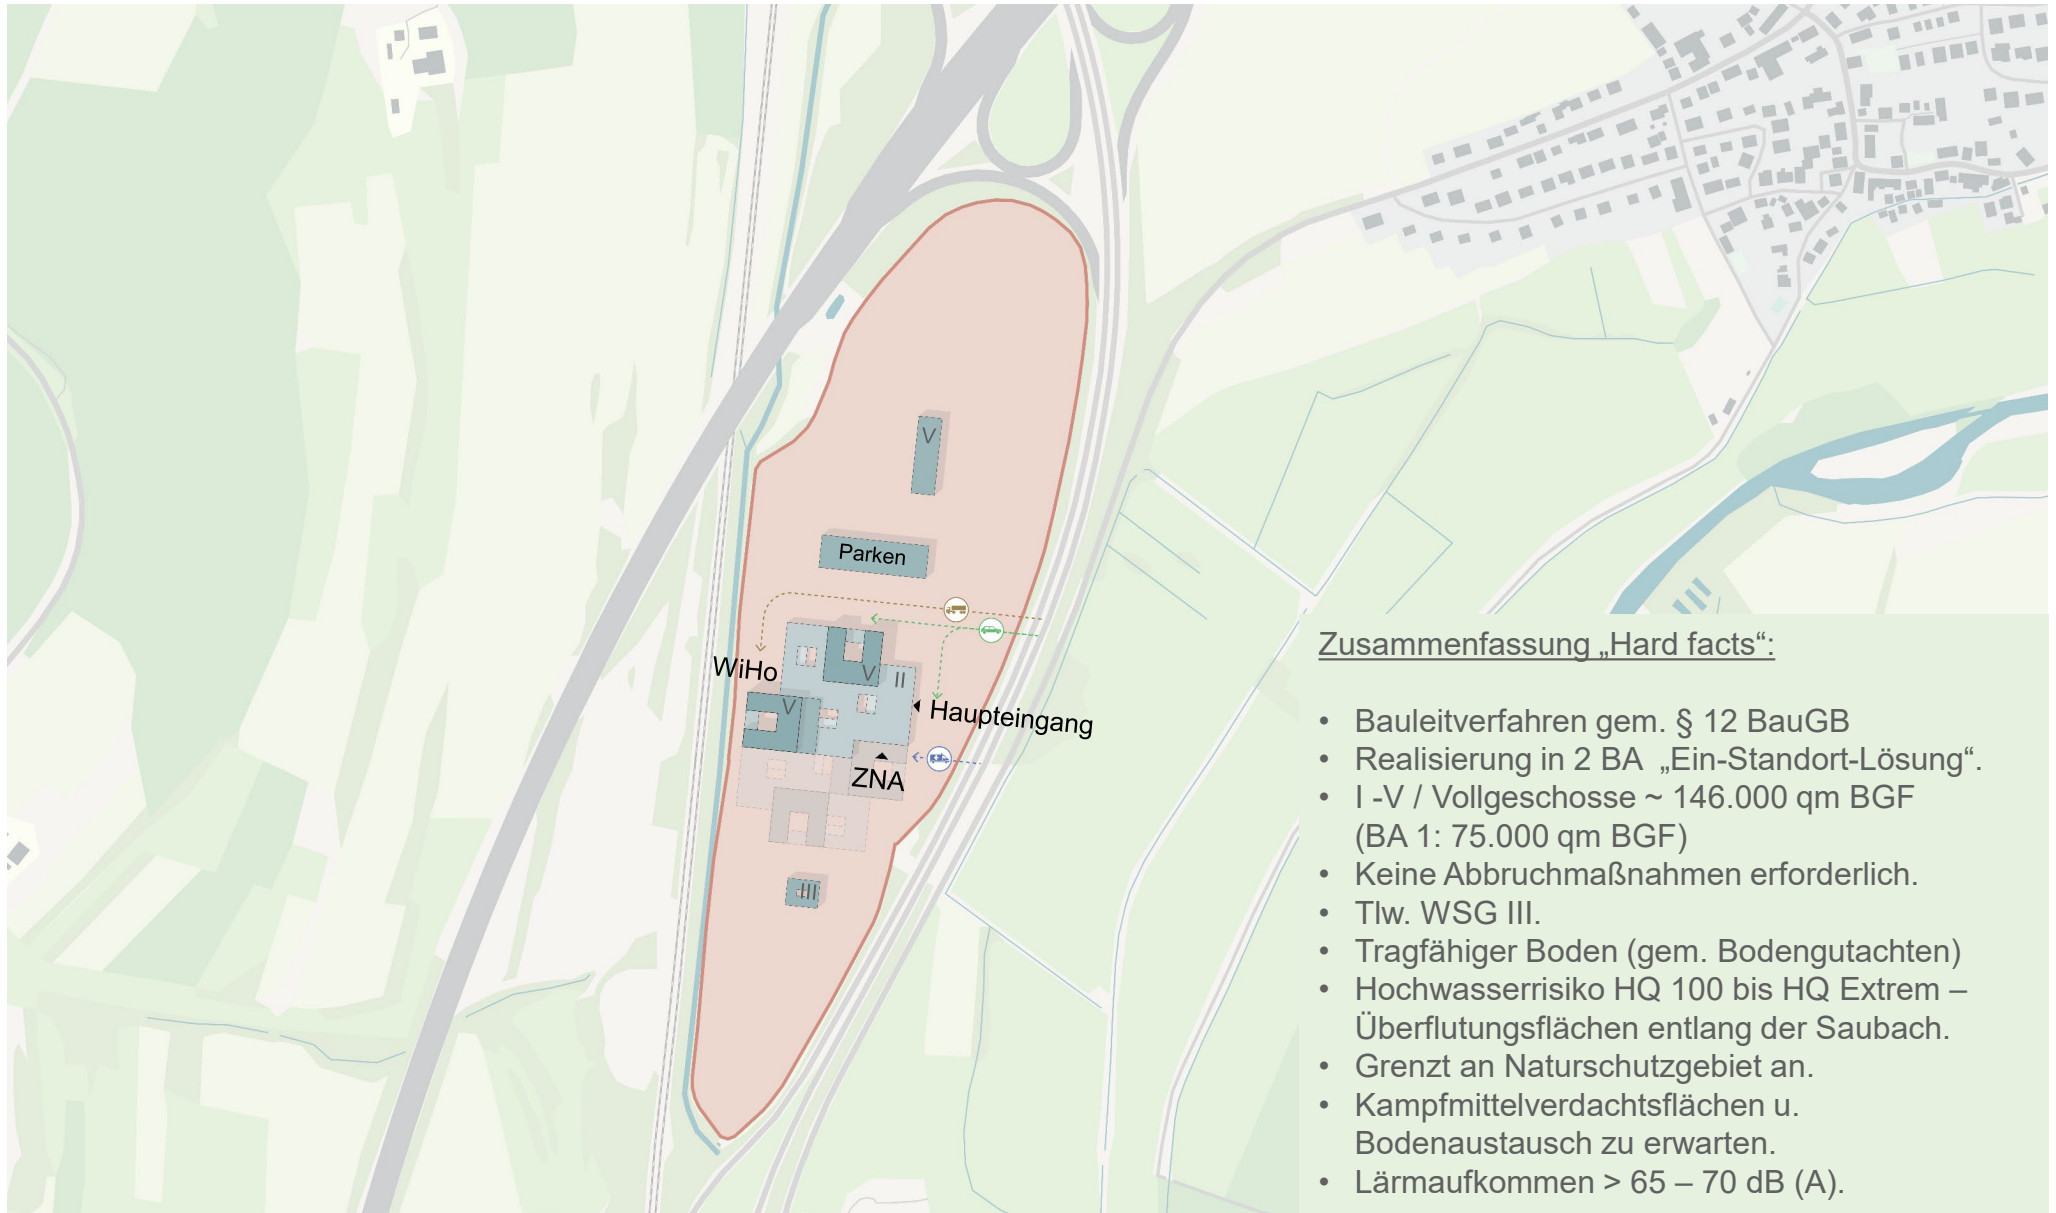 V
Parken
WiHo
V
II
V
Haupteingang
ZNA
III
Zusammenfassung „Hard facts“:
• Bauleitverfahren gem. § 12 BauGB
• Realisierung in 2 BA „Ein-Standort-Lösung“.
• I -V / Vollgeschosse ~ 146.000 qm BGF
(BA 1: 75.000 qm BGF)
• Keine Abbruchmaßnahmen erforderlich.
• Tlw. WSG III.
• Tragfähiger Boden (gem. Bodengutachten)
• Hochwasserrisiko HQ 100 bis HQ Extrem –
Überflutungsflächen entlang der Saubach.
• Grenzt an Naturschutzgebiet an.
• Kampfmittelverdachtsflächen u.
Bodenaustausch zu erwarten.
• Lärmaufkommen > 65 – 70 dB (A).